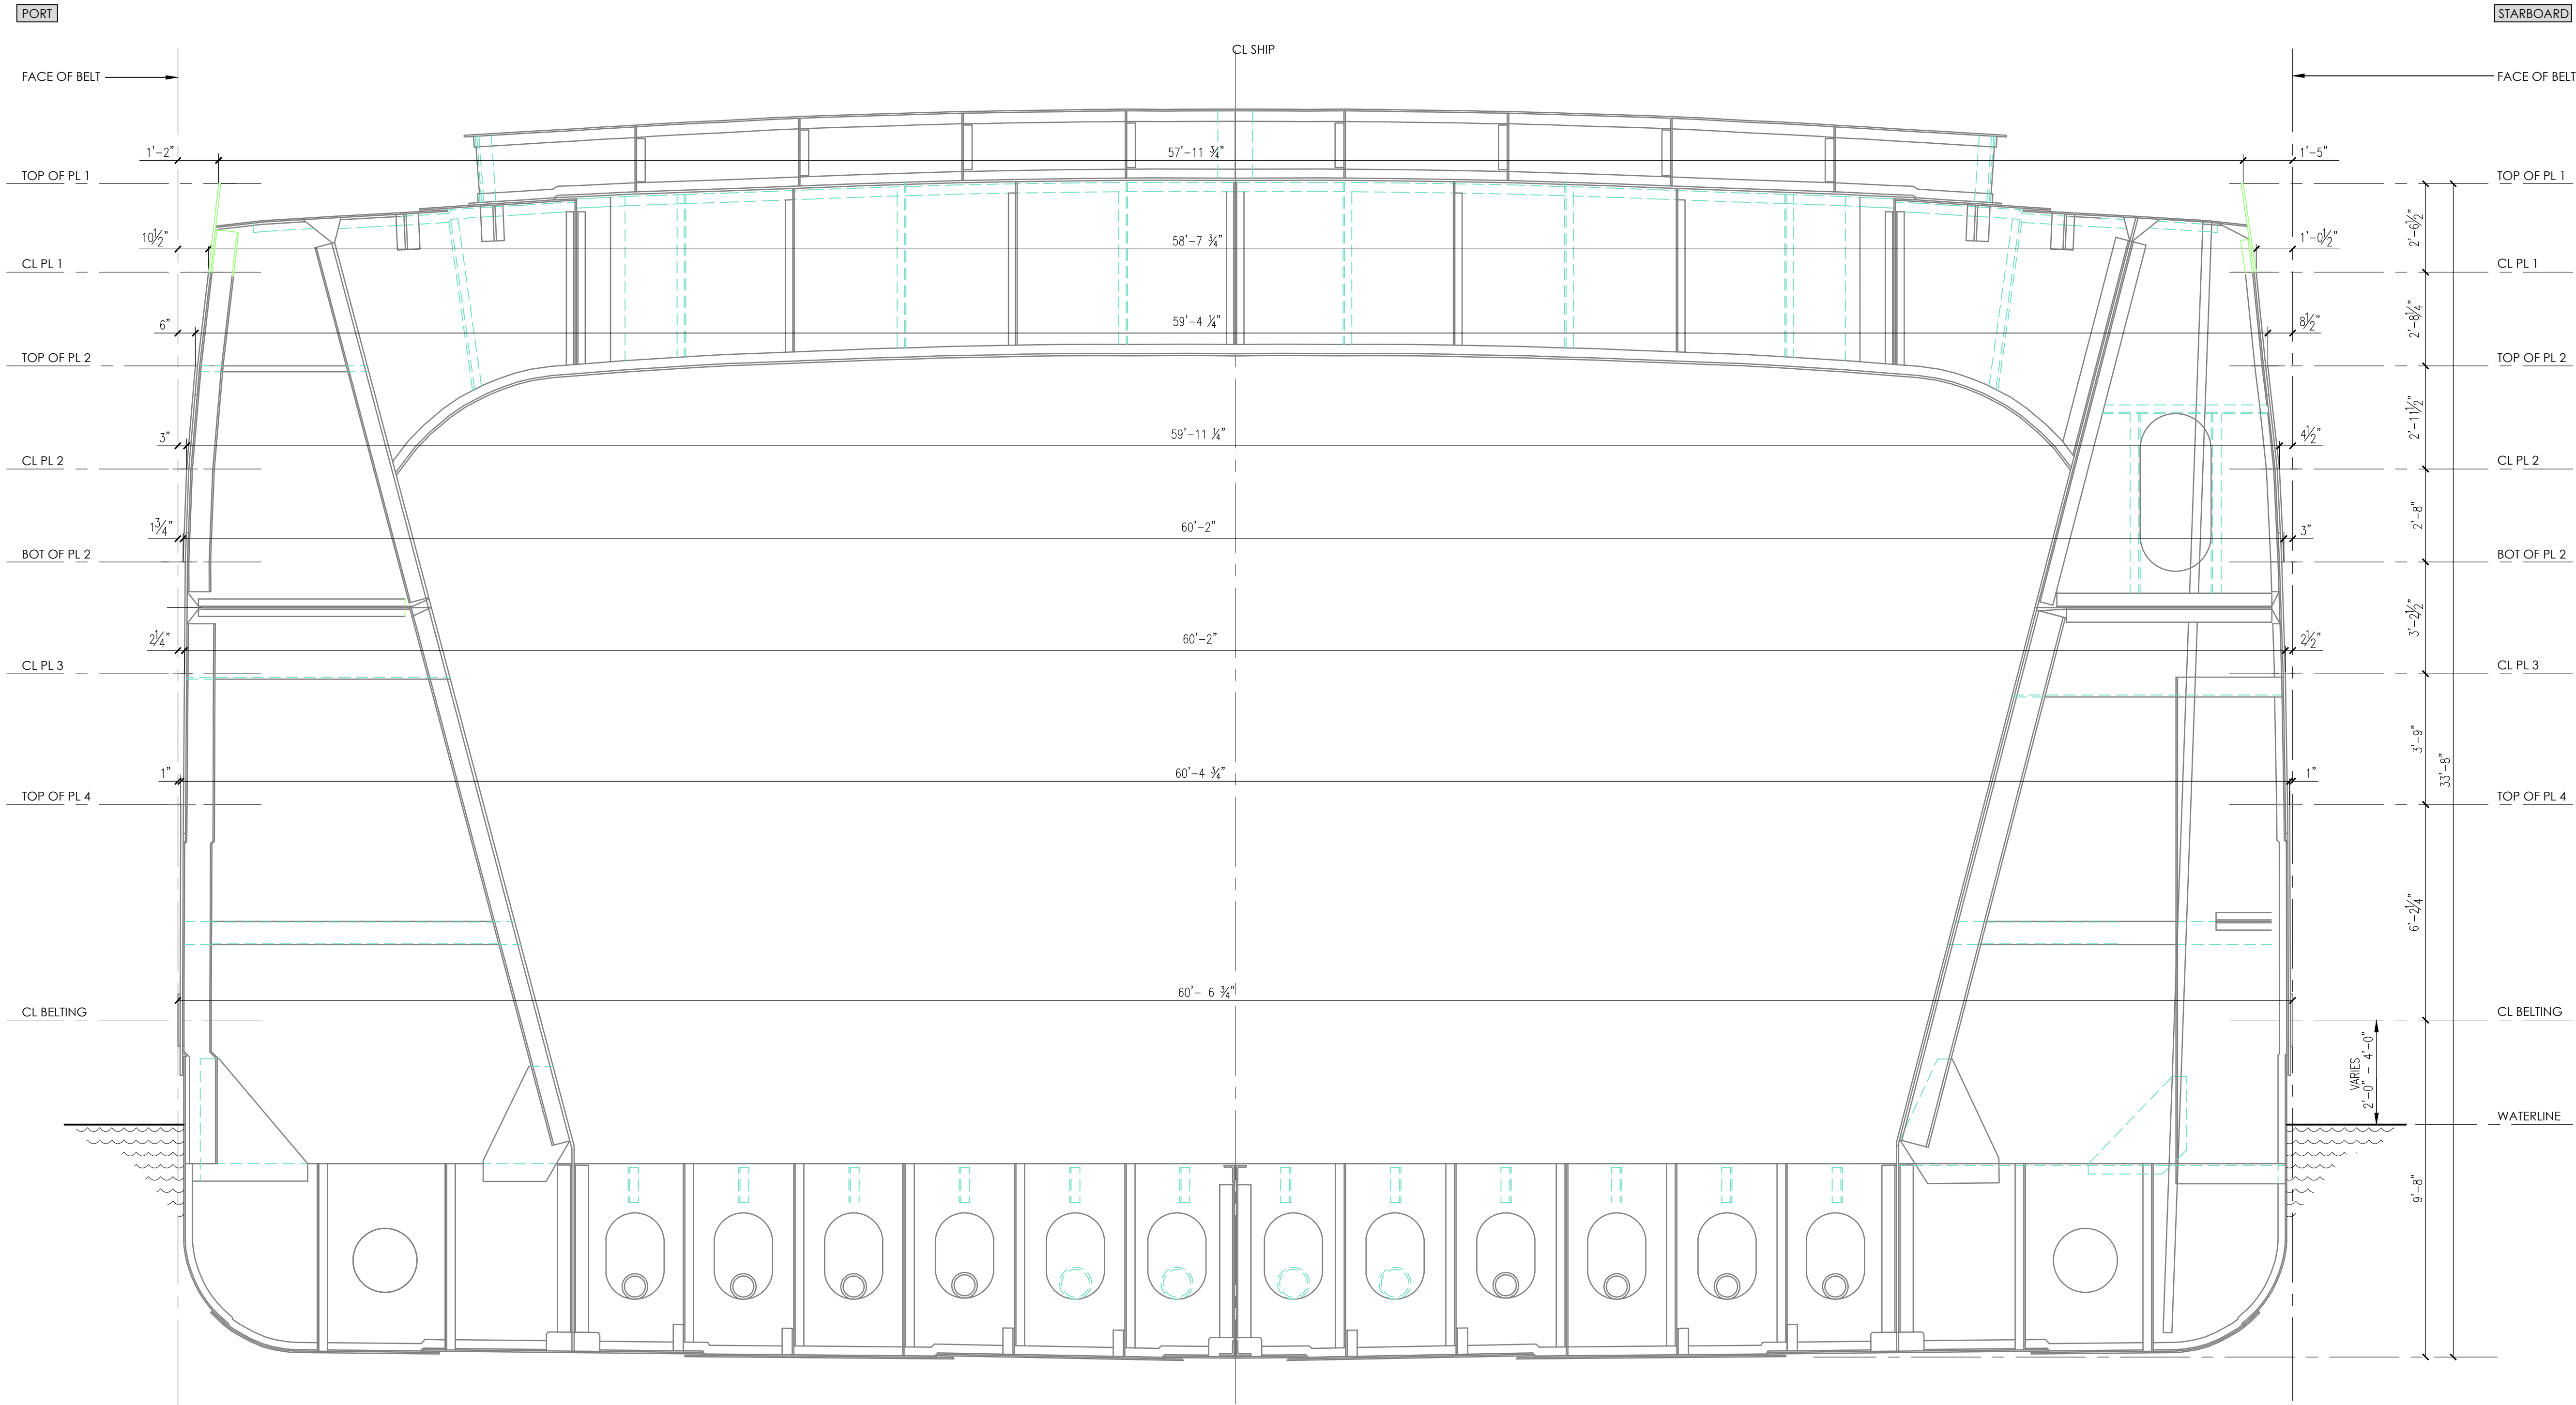 PORT
STARBOARD
CL SHIP
FACE OF BELT
FACE OF BELT
1'-2"
57'-11 ¾"
1'-5"
TOP OF PL 1
TOP OF PL 1
10½"
58'-7 ¾"
1'-0½"
2'-6½"
CL PL 1
CL PL 1
6"
59'-4 ¼"
8½"
2'-8¼"
TOP OF PL 2
TOP OF PL 2
3"
59'-11 ¼"
4½"
2'-11½"
CL PL 2
CL PL 2
1¾"
60'-2"
3"
2'-8"
BOT OF PL 2
BOT OF PL 2
2¼"
60'-2"
2½"
3'-2½"
CL PL 3
CL PL 3
1"
60'-4 ¾"
1"
3'-9"
33'-8"
TOP OF PL 4
TOP OF PL 4
6'-2¼"
60'- 6 ¾"
CL BELTING
CL BELTING
VARIES
2'-0" - 4'-0"
WATERLINE
9'-8"